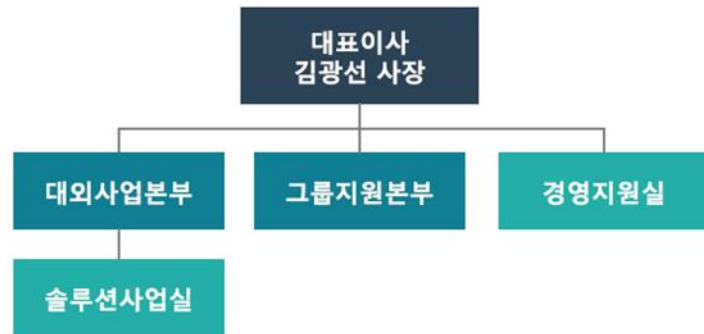 대표이사
김광선 사장
대외사업본부
그룹지원본부
경영지원실
솔루션사업실